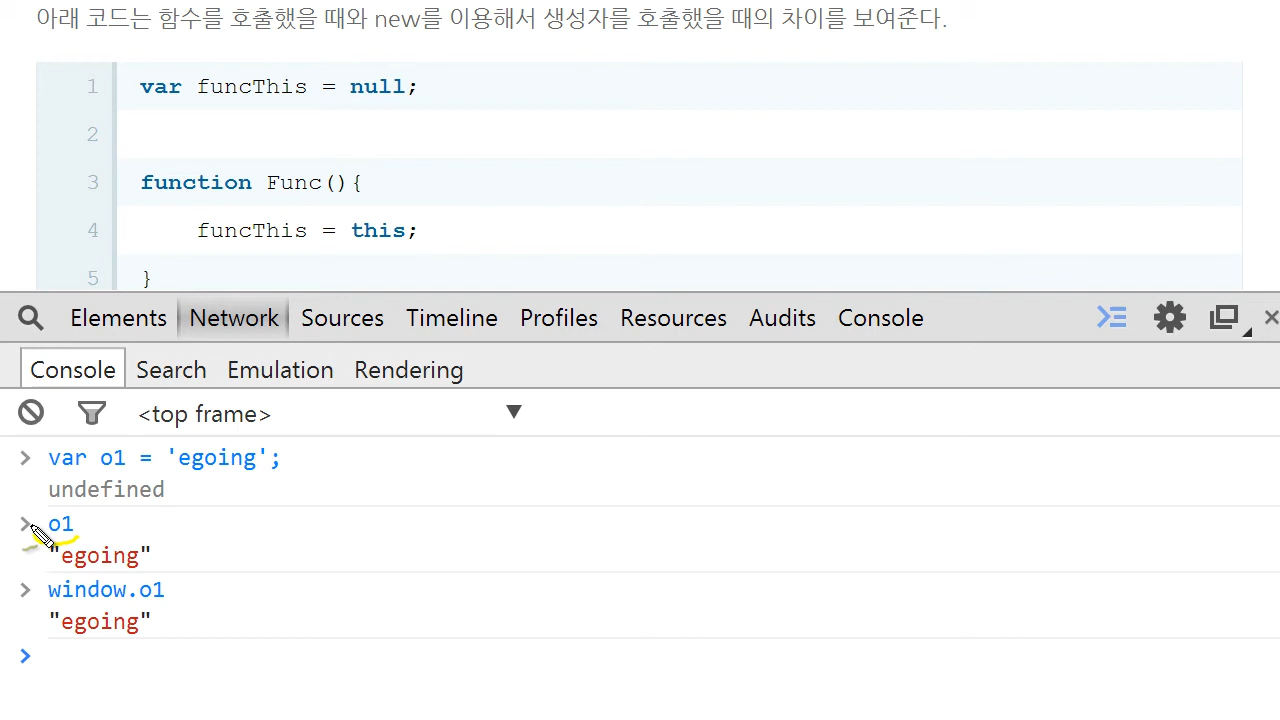 아래 코드는 함수를 호출했을 때와 new를 이용해서 생성자를 호출했을 때의 차이를 보여준다.
1 var funcThis = null;
2
3 function Func(){
4 funcThis = this;
5 }
Elements Network Sources Timeline Profiles Resources Audits Console
Console Search Emulation Rendering
<top frame>
> var o1 = 'egoing';
undefined
> o1
"egoing"
> window.o1
"egoing"
>